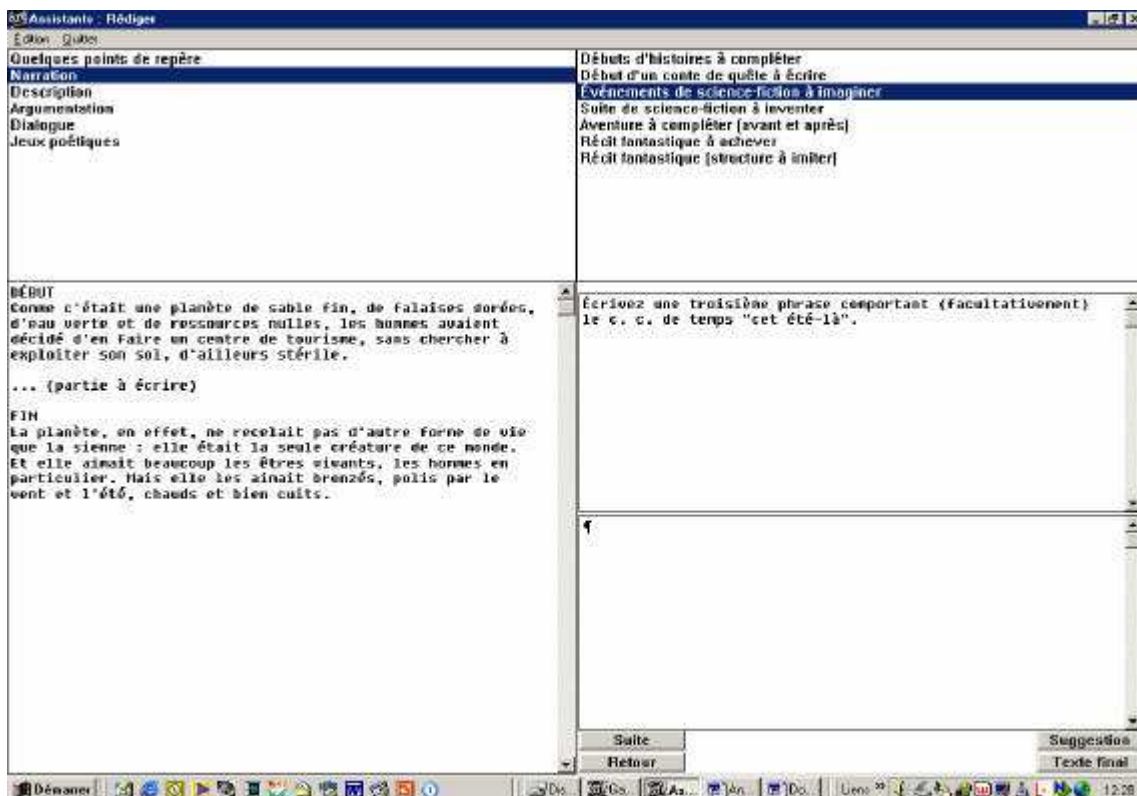 Assistante : Rédiger
Édition Quitter
Quelques points de repère
Narration
Description
Argumentation
Dialogue
Jeux poétiques
Débuts d'histoires à compléter
Début d'un conte de quête à écrire
Événements de science-fiction à imaginer
Suite de science-fiction à inventer
Aventure à compléter (avant et après)
Récit fantastique à achever
Récit fantastique (structure à imiter)
DÉBUT
Comme c'était une planète de sable fin, de falaises dorées,
d'eau verte et de ressources nulles, les hommes avaient
décidé d'en faire un centre de tourisme, sans chercher à
exploiter son sol, d'ailleurs stérile.
... (partie à écrire)
FIN
La planète, en effet, ne recelait pas d'autre forme de vie
que la sienne : elle était la seule créature de ce monde.
Et elle aimait beaucoup les êtres vivants, les hommes en
particulier. Mais elle les aimait bronzés, polis par le
vent et l'été, chauds et bien cuits.
Écrivez une troisième phrase comportant (facultativement)
le c. c. de temps "cet été-là".
¶
Suite
Retour
Suggestion
Texte final
Démarrer Dis... Ga... As... An... Do... Liens » 12:28